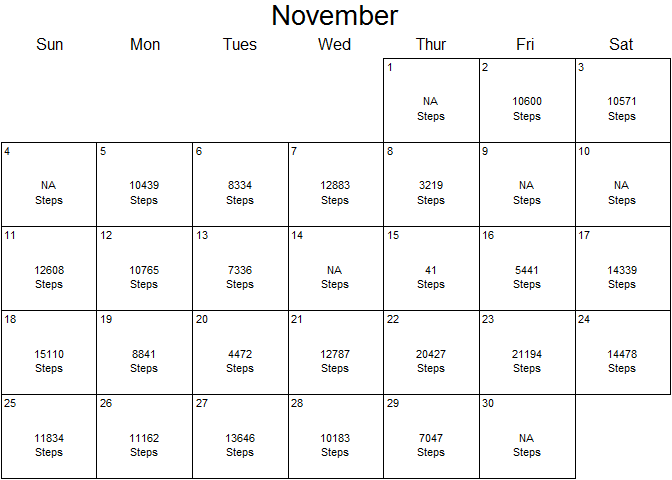 November
Sun Mon Tues Wed Thur Fri Sat
1 2 3
NA 10600 10571
Steps Steps Steps
4 5 6 7 8 9 10
NA 10439 8334 12883 3219 NA NA
Steps Steps Steps Steps Steps Steps Steps
11 12 13 14 15 16 17
12608 10765 7336 NA 41 5441 14339
Steps Steps Steps Steps Steps Steps Steps
18 19 20 21 22 23 24
15110 8841 4472 12787 20427 21194 14478
Steps Steps Steps Steps Steps Steps Steps
25 26 27 28 29 30
11834 11162 13646 10183 7047 NA
Steps Steps Steps Steps Steps Steps